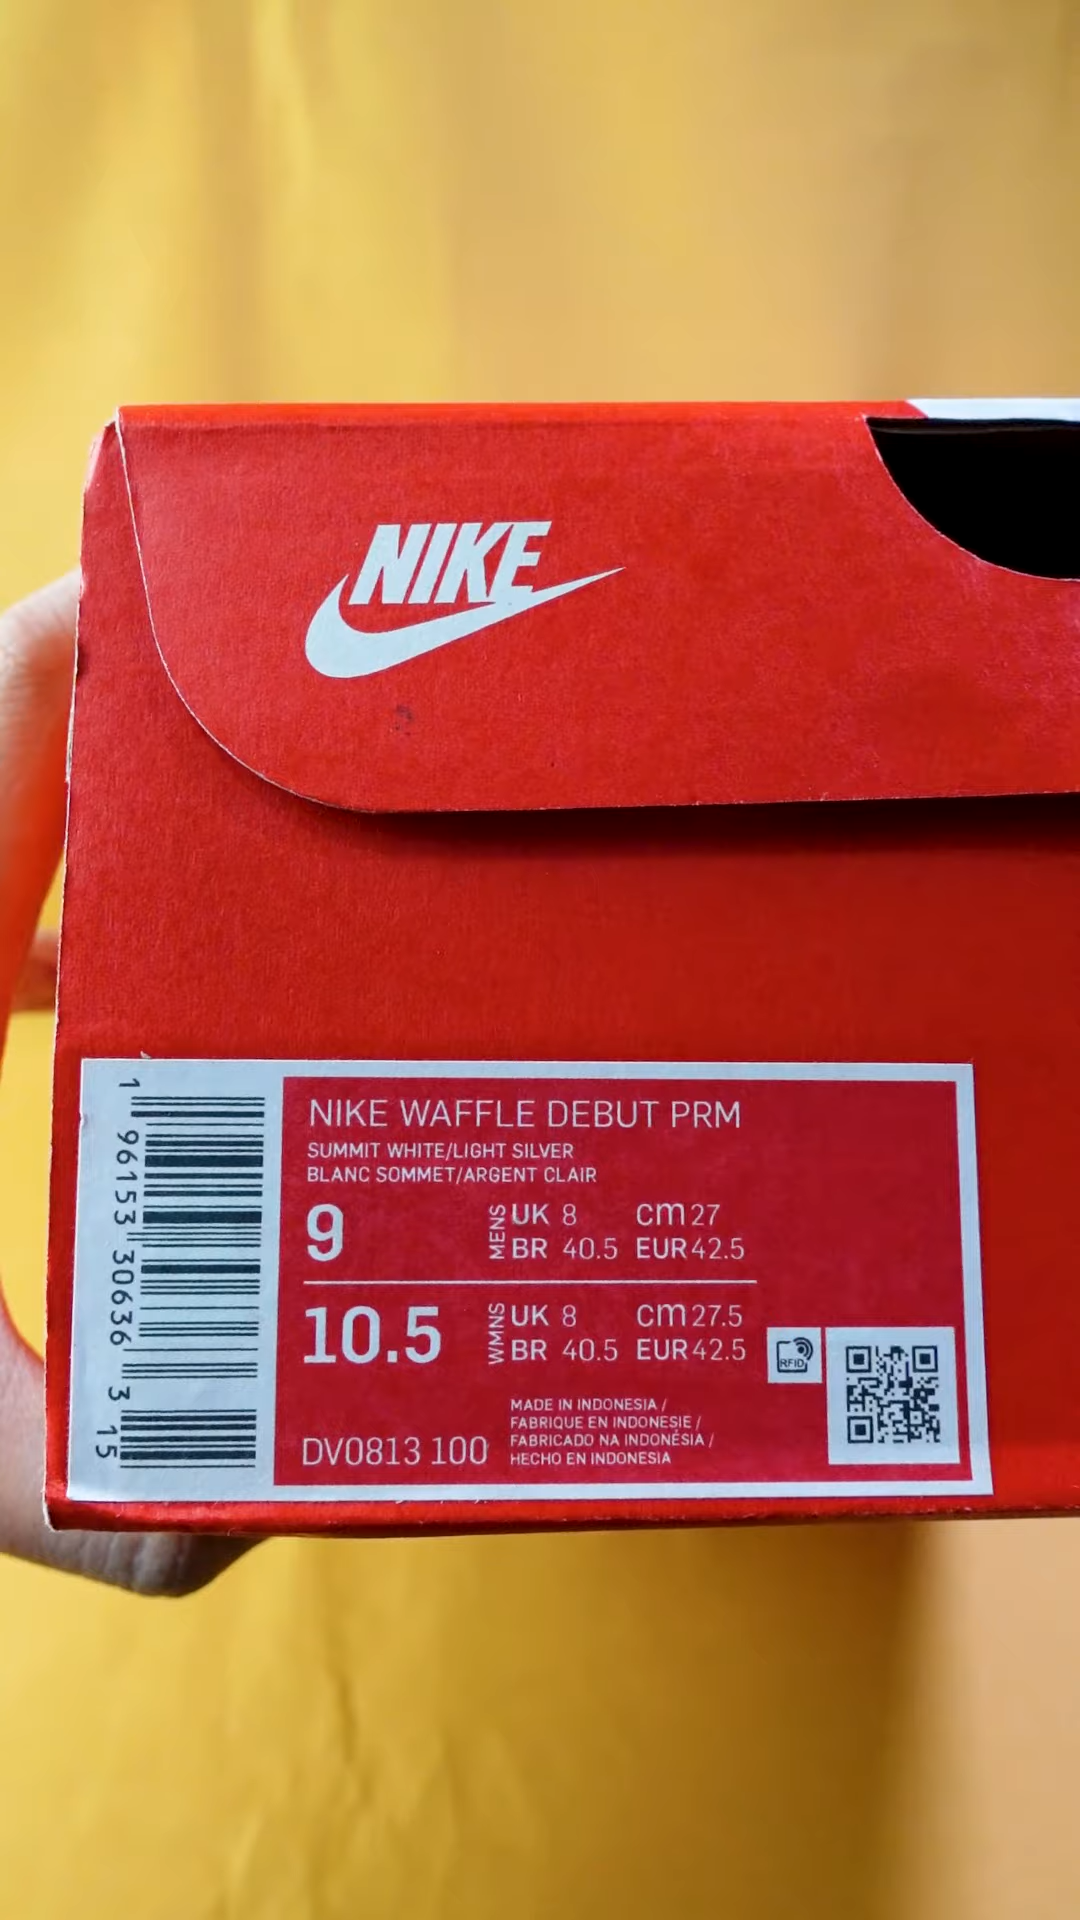 NIKE
1 96153 30636 3 15
NIKE WAFFLE DEBUT PRM
SUMMIT WHITE/LIGHT SILVER
BLANC SOMMET/ARGENT CLAIR
9 MENS UK 8 cm 27
BR 40.5 EUR 42.5
10.5 WMNS UK 8 cm 27.5
BR 40.5 EUR 42.5
RFID
DV0813 100
MADE IN INDONESIA /
FABRIQUE EN INDONESIE /
FABRICADO NA INDONÉSIA /
HECHO EN INDONESIA